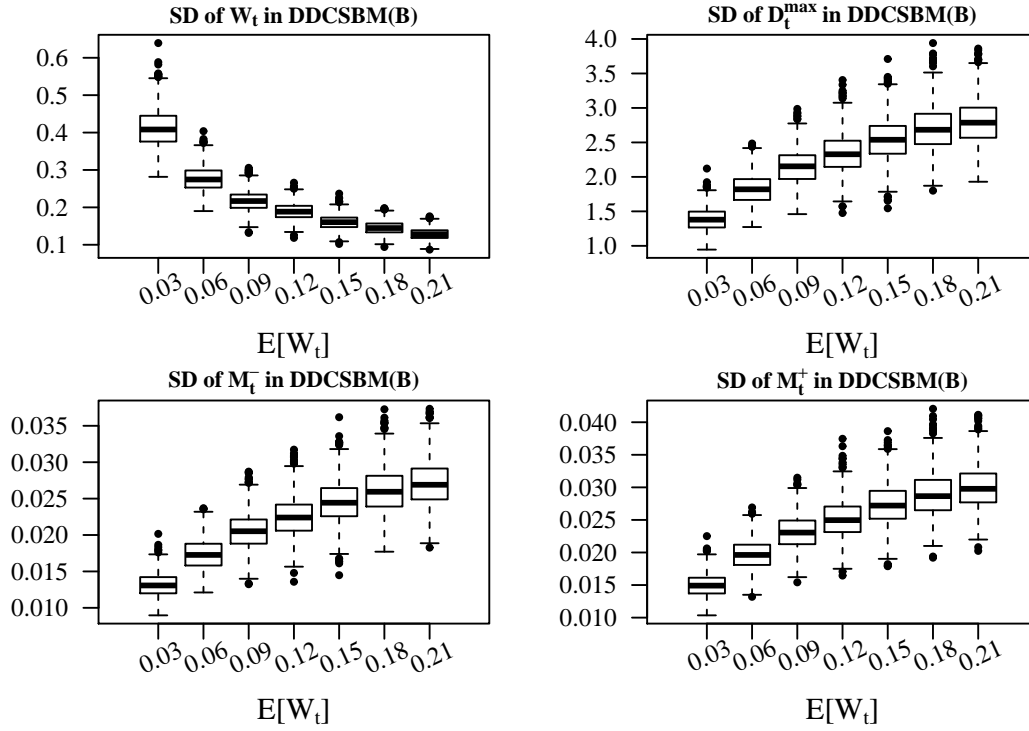 SD of W_t in DDCSBM(B)
0.6
0.5
0.4
0.3
0.2
0.1
0.03 0.06 0.09 0.12 0.15 0.18 0.21
E[W_t]
SD of D_t^max in DDCSBM(B)
4.0
3.5
3.0
2.5
2.0
1.5
1.0
0.03 0.06 0.09 0.12 0.15 0.18 0.21
E[W_t]
SD of M_t^− in DDCSBM(B)
0.035
0.030
0.025
0.020
0.015
0.010
0.03 0.06 0.09 0.12 0.15 0.18 0.21
E[W_t]
SD of M_t^+ in DDCSBM(B)
0.040
0.035
0.030
0.025
0.020
0.015
0.010
0.03 0.06 0.09 0.12 0.15 0.18 0.21
E[W_t]